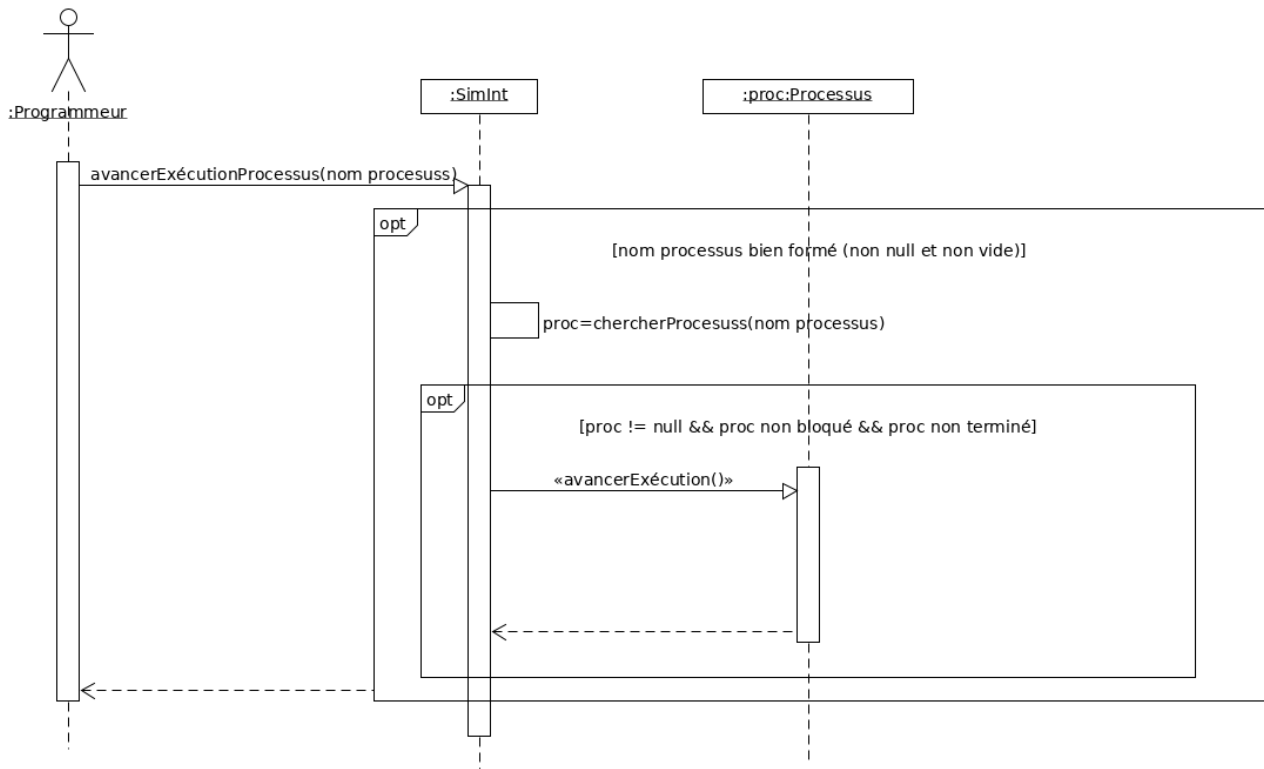 :Programmeur
:SimInt
:proc:Processus
avancerExécutionProcessus(nom procesuss)
opt
[nom processus bien formé (non null et non vide)]
proc=chercherProcesuss(nom processus)
opt
[proc != null && proc non bloqué && proc non terminé]
«avancerExécution()»